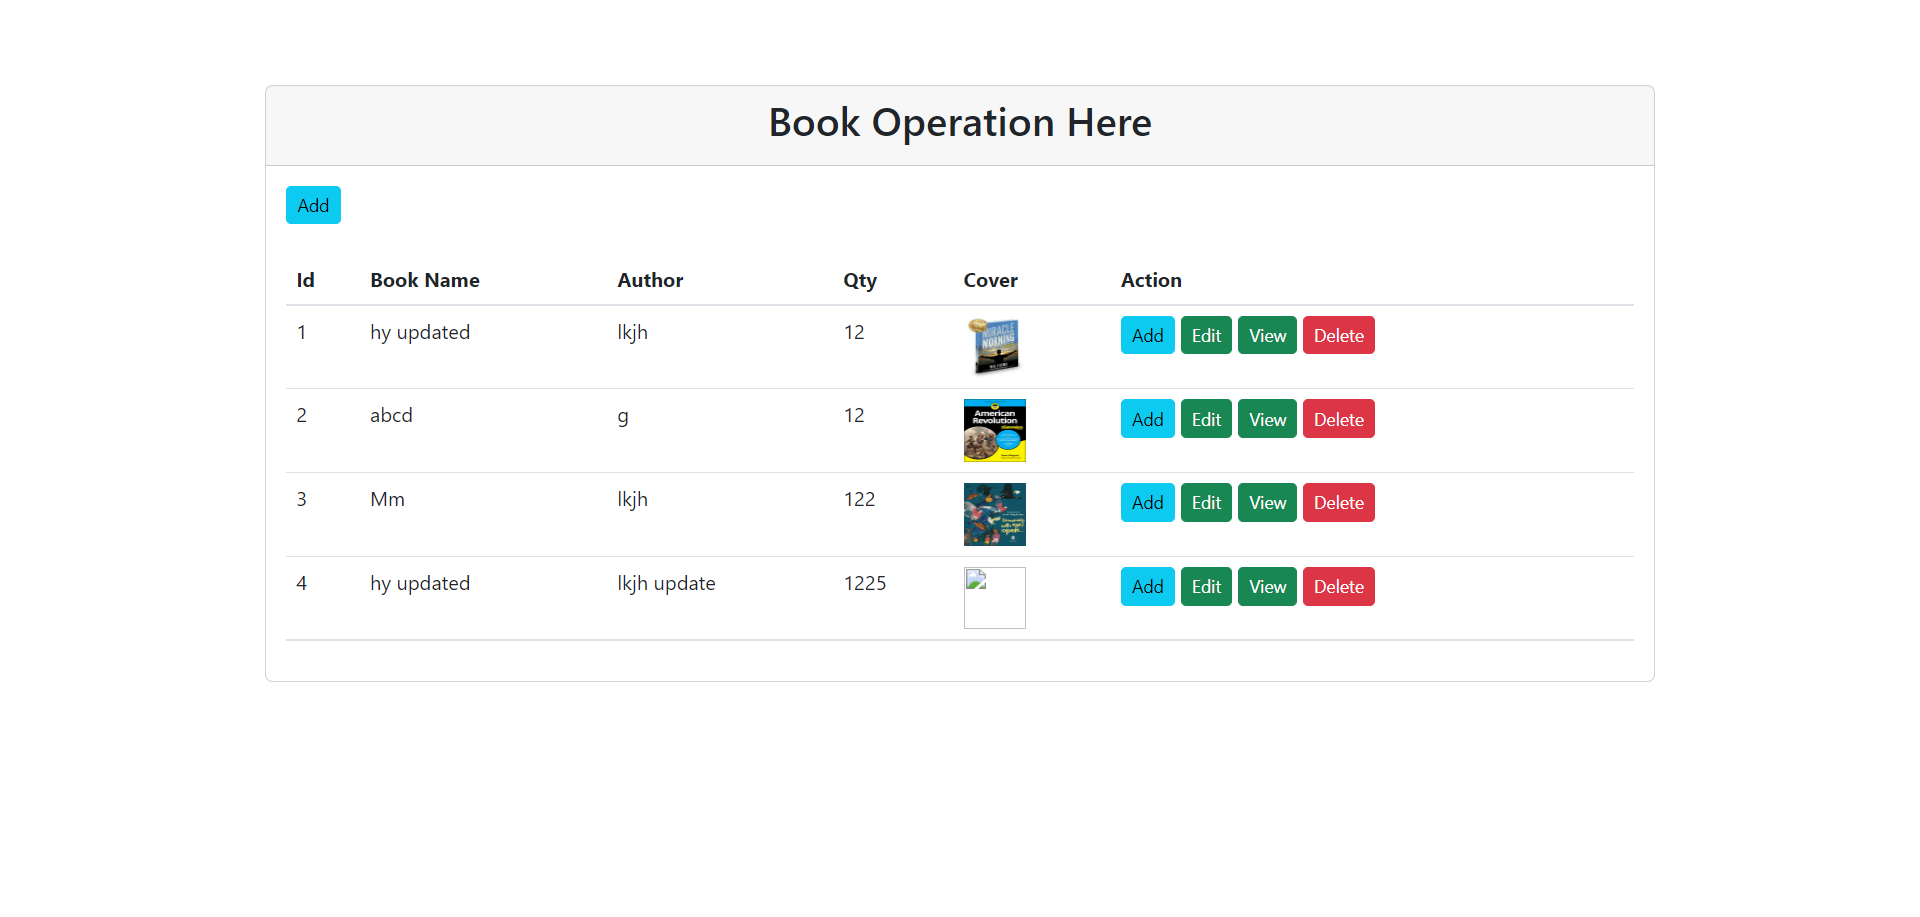 Book Operation Here
Add
Id Book Name Author Qty Cover Action
1 hy updated lkjh 12 Add Edit View Delete
MIRACLE
MORNING
2 abcd g 12 Add Edit View Delete
American
Revolution
dummies
3 Mm lkjh 122 Add Edit View Delete
4 hy updated lkjh update 1225 Add Edit View Delete